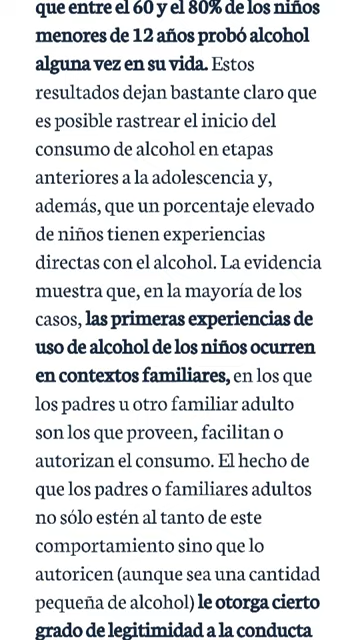 que entre el 60 y el 80% de los niños
menores de 12 años probó alcohol
alguna vez en su vida. Estos
resultados dejan bastante claro que
es posible rastrear el inicio del
consumo de alcohol en etapas
anteriores a la adolescencia y,
además, que un porcentaje elevado
de niños tienen experiencias
directas con el alcohol. La evidencia
muestra que, en la mayoría de los
casos, las primeras experiencias de
uso de alcohol de los niños ocurren
en contextos familiares, en los que
los padres u otro familiar adulto
son los que proveen, facilitan o
autorizan el consumo. El hecho de
que los padres o familiares adultos
no sólo estén al tanto de este
comportamiento sino que lo
autoricen (aunque sea una cantidad
pequeña de alcohol) le otorga cierto
grado de legitimidad a la conducta